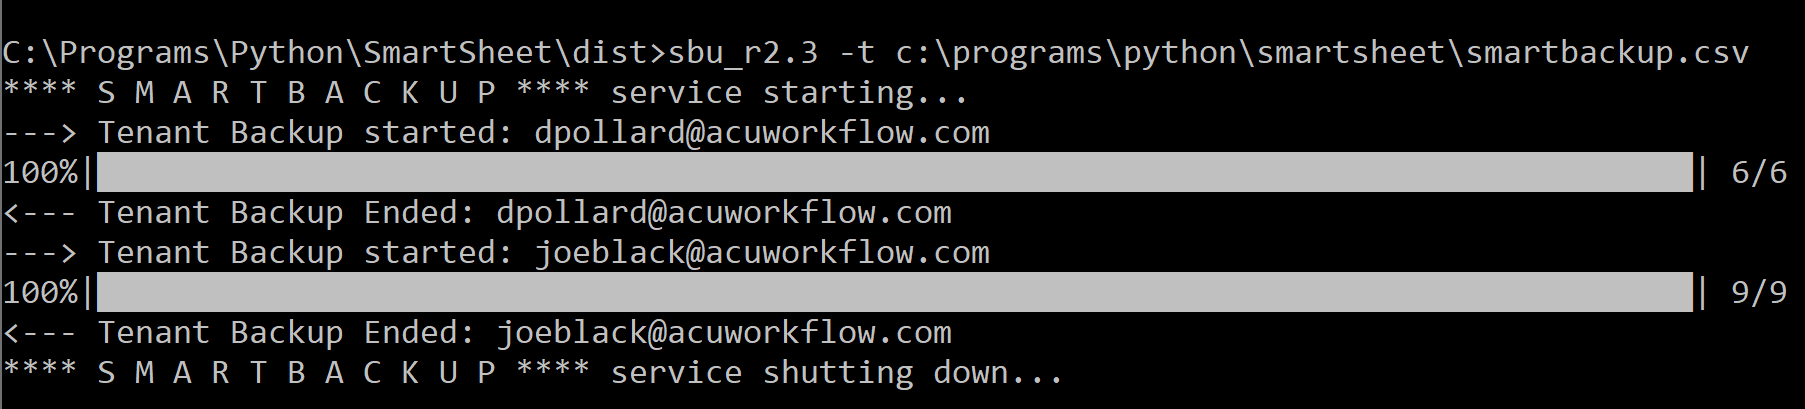 C:\Programs\Python\SmartSheet\dist>sbu_r2.3 -t c:\programs\python\smartsheet\smartbackup.csv
**** S M A R T B A C K U P **** service starting...
---> Tenant Backup started: dpollard@acuworkflow.com
100%| | 6/6
<--- Tenant Backup Ended: dpollard@acuworkflow.com
---> Tenant Backup started: joeblack@acuworkflow.com
100%| | 9/9
<--- Tenant Backup Ended: joeblack@acuworkflow.com
**** S M A R T B A C K U P **** service shutting down...